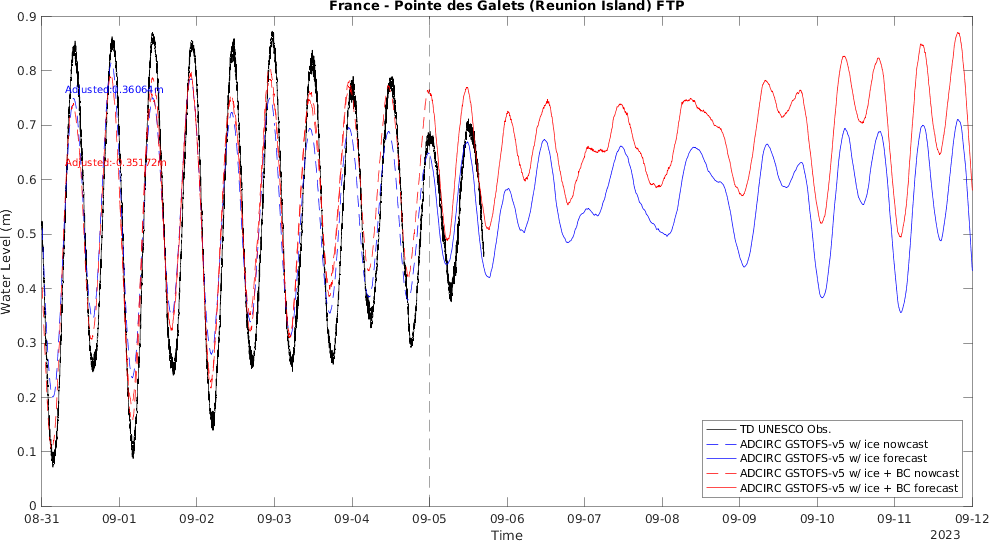 France - Pointe des Galets (Reunion Island) FTP
0.9
0.8
0.7
0.6
0.5
0.4
0.3
0.2
0.1
0
Water Level (m)
Adjusted:0.36064m
Adjusted:-0.35172m
TD UNESCO Obs.
ADCIRC GSTOFS-v5 w/ ice nowcast
ADCIRC GSTOFS-v5 w/ ice forecast
ADCIRC GSTOFS-v5 w/ ice + BC nowcast
ADCIRC GSTOFS-v5 w/ ice + BC forecast
08-31 09-01 09-02 09-03 09-04 09-05 09-06 09-07 09-08 09-09 09-10 09-11 09-12
Time
2023